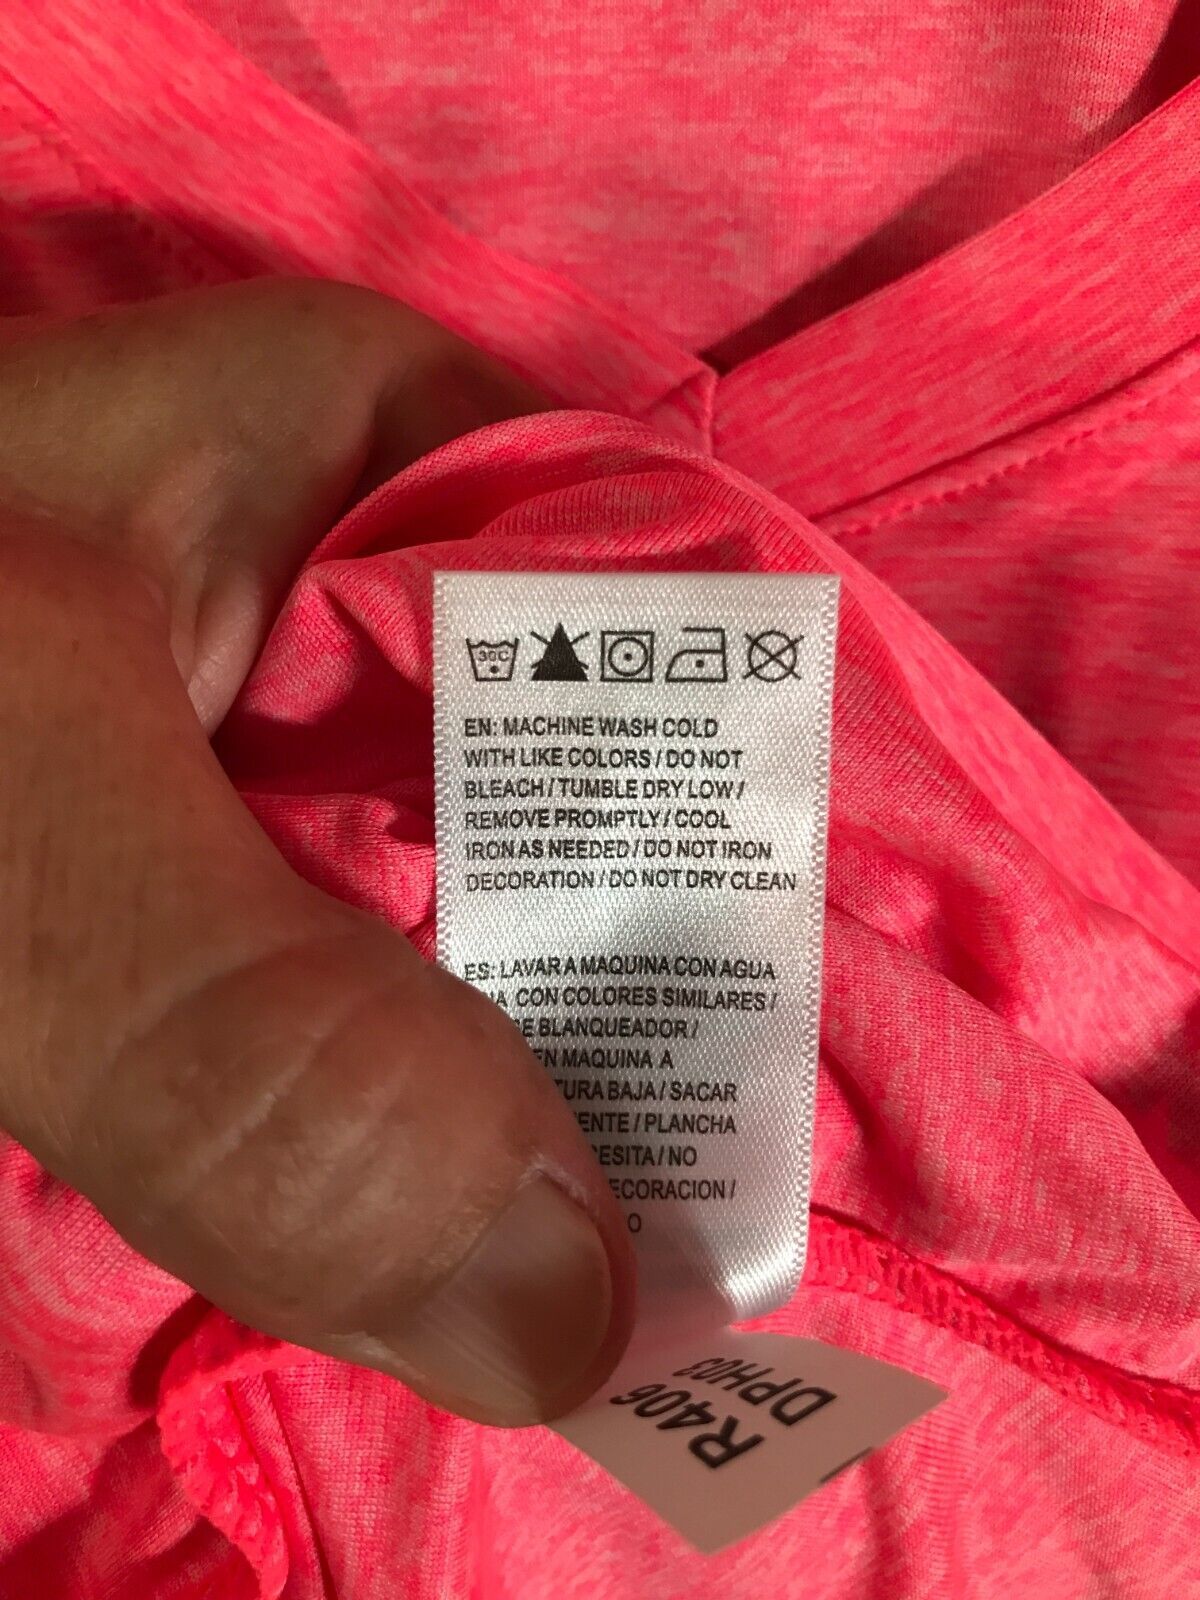 30C
EN: MACHINE WASH COLD
WITH LIKE COLORS / DO NOT
BLEACH / TUMBLE DRY LOW /
REMOVE PROMPTLY / COOL
IRON AS NEEDED / DO NOT IRON
DECORATION / DO NOT DRY CLEAN
ES: LAVAR A MAQUINA CON AGUA
CON COLORES SIMILARES /
BLANQUEADOR /
EN MAQUINA A
BAJA / SACAR
/ PLANCHA
/ NO
/
R406
DPH03